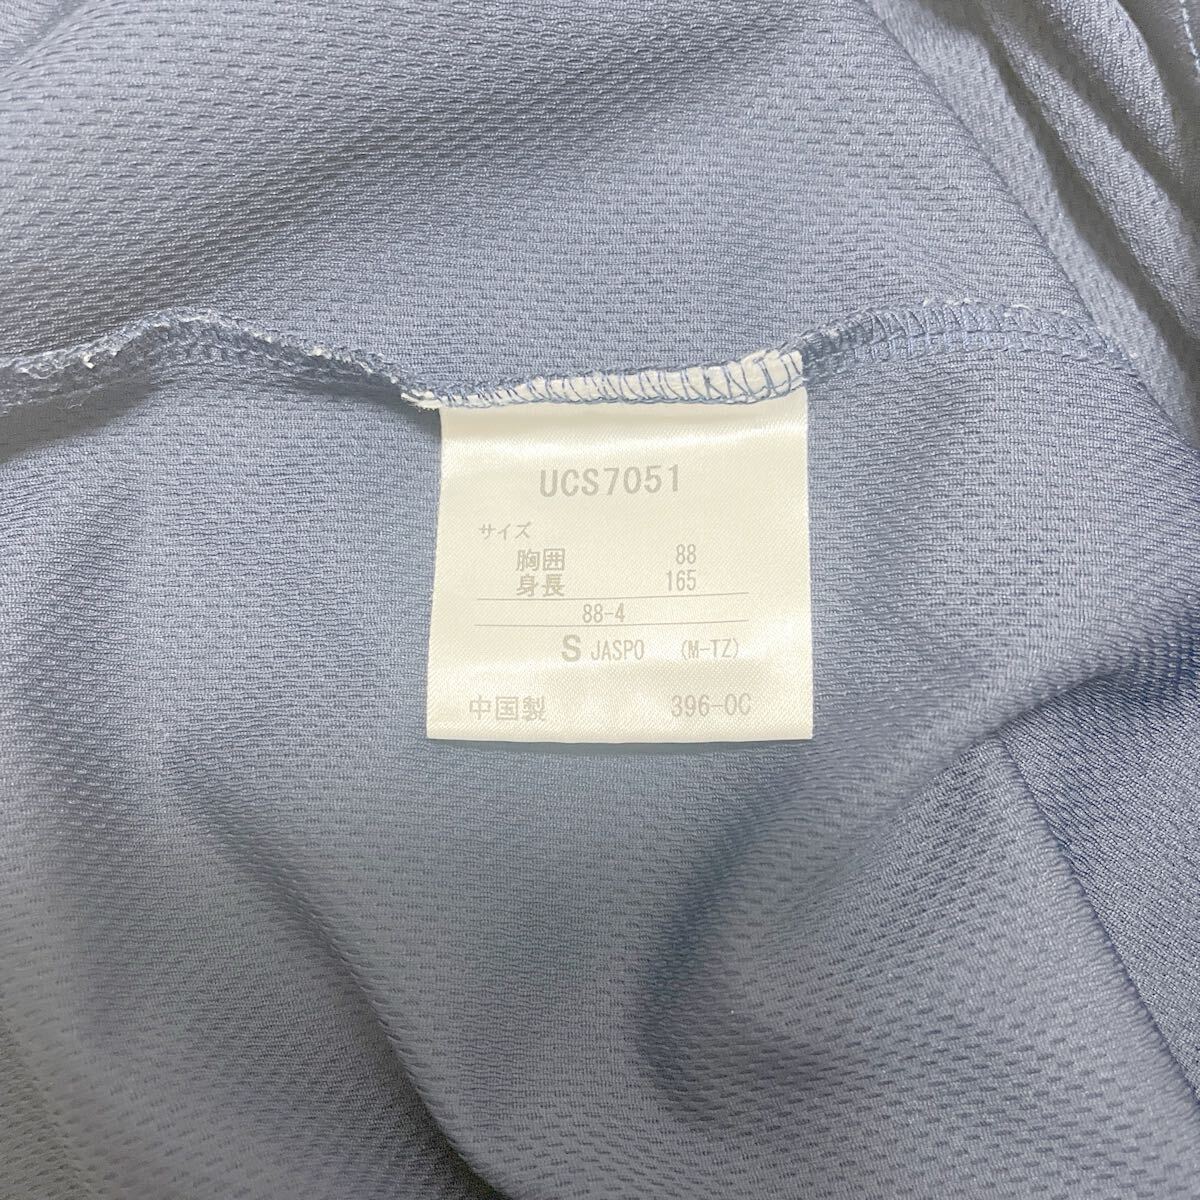 UCS7051
サイズ
胸囲 88
身長 165
88-4
S JASPO (M-TZ)
中国製 396-OC